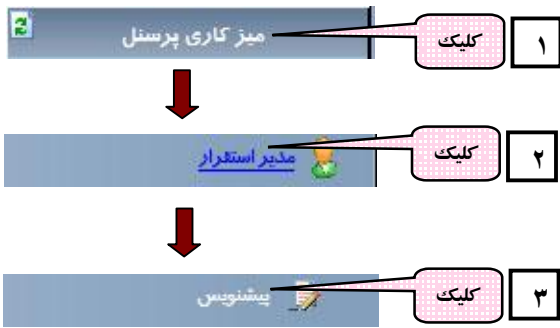 ۱ کلیک میز کاری پرسنل
۲ کلیک مدیر استقرار
۳ کلیک پیشنویس